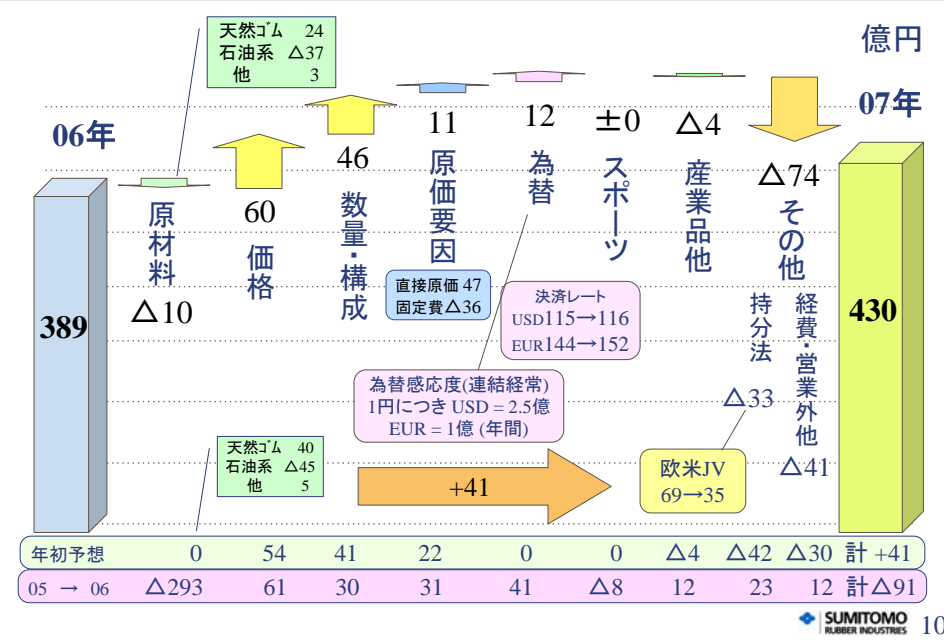 億円
天然ｺﾞﾑ 24
石油系 △37
他 3
06年
07年
389
原材料
△10
60
価格
46
数量・構成
11
原価要因
直接原価 47
固定費△36
12
為替
±0
スポーツ
△4
産業品他
△74
その他
持分法
△33
経費・営業外他
△41
430
決済レート
USD115→116
EUR144→152
為替感応度(連結経常)
1円につき USD = 2.5億
EUR = 1億 (年間)
天然ｺﾞﾑ 40
石油系 △45
他 5
+41
欧米JV
69→35
年初予想 0 54 41 22 0 0 △4 △42 △30 計 +41
05 → 06 △293 61 30 31 41 △8 12 23 12 計△91
SUMITOMO
RUBBER INDUSTRIES
10